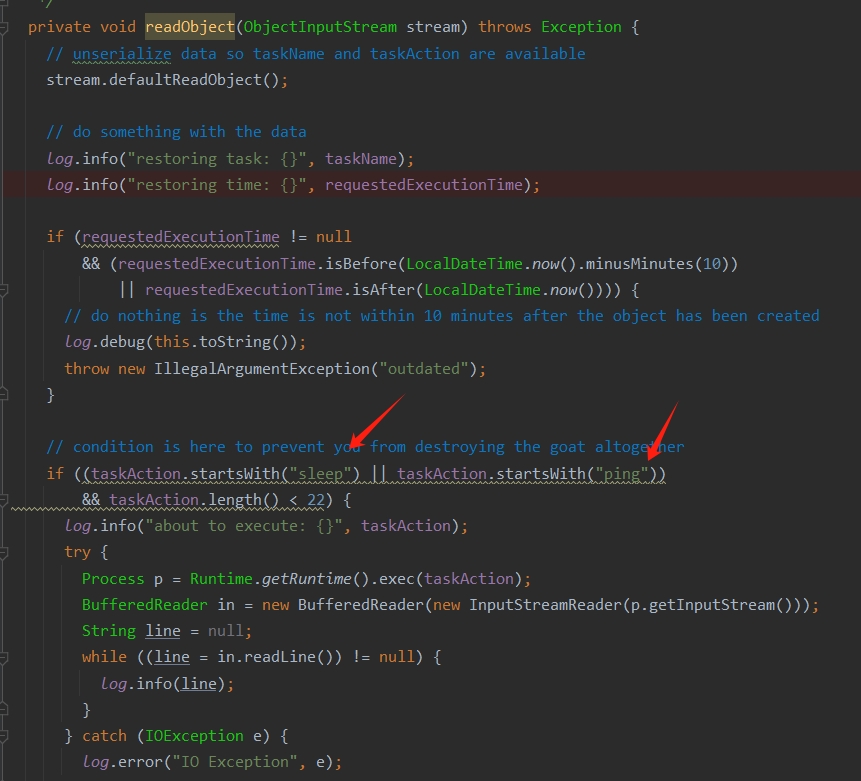 */
private void readObject(ObjectInputStream stream) throws Exception {
// unserialize data so taskName and taskAction are available
stream.defaultReadObject();
// do something with the data
log.info("restoring task: {}", taskName);
log.info("restoring time: {}", requestedExecutionTime);
if (requestedExecutionTime != null
&& (requestedExecutionTime.isBefore(LocalDateTime.now().minusMinutes(10))
|| requestedExecutionTime.isAfter(LocalDateTime.now()))) {
// do nothing is the time is not within 10 minutes after the object has been created
log.debug(this.toString());
throw new IllegalArgumentException("outdated");
}
// condition is here to prevent you from destroying the goat altogether
if ((taskAction.startsWith("sleep") || taskAction.startsWith("ping"))
&& taskAction.length() < 22) {
log.info("about to execute: {}", taskAction);
try {
Process p = Runtime.getRuntime().exec(taskAction);
BufferedReader in = new BufferedReader(new InputStreamReader(p.getInputStream()));
String line = null;
while ((line = in.readLine()) != null) {
log.info(line);
}
} catch (IOException e) {
log.error("IO Exception", e);